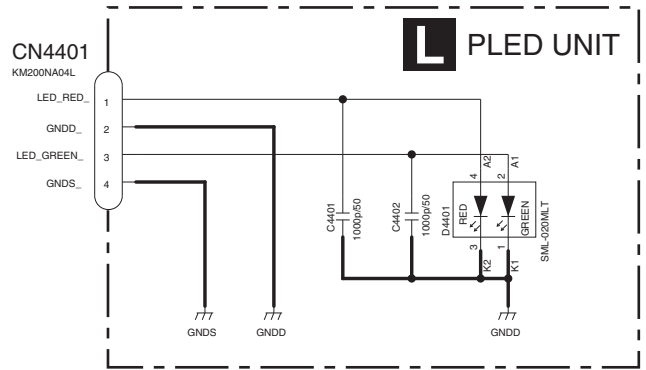 L PLED UNIT
CN4401
KM200NA04L
LED_RED_ 1
GNDD_ 2
LED_GREEN_ 3
GNDS_ 4
C4401
1000p/50
C4402
1000p/50
D4401
4 A2
2 A1
RED
GREEN
3 K2
1 K1
SML-020MLT
GNDS
GNDD
GNDD